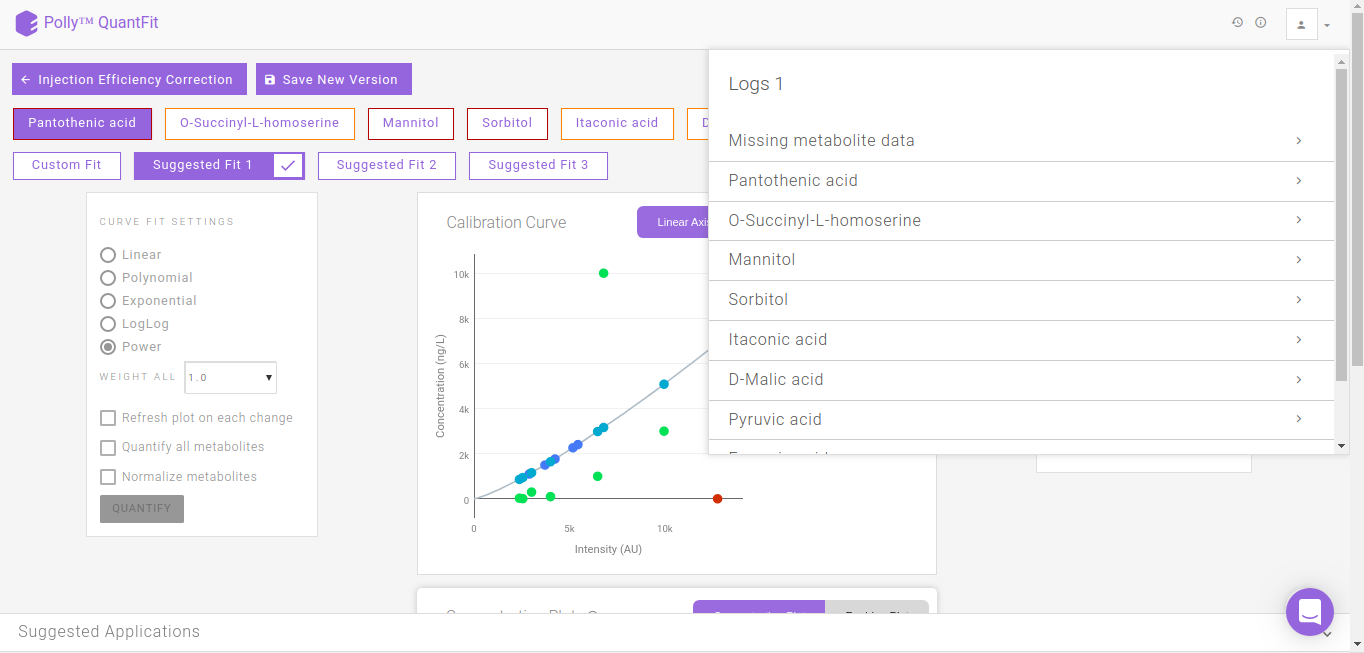 Polly™ QuantFit
Injection Efficiency Correction
Save New Version
Logs 1
Pantothenic acid
O-Succinyl-L-homoserine
Mannitol
Sorbitol
Itaconic acid
Custom Fit
Suggested Fit 1
Suggested Fit 2
Suggested Fit 3
Missing metabolite data
Pantothenic acid
O-Succinyl-L-homoserine
Mannitol
Sorbitol
Itaconic acid
D-Malic acid
Pyruvic acid
CURVE FIT SETTINGS
Linear
Polynomial
Exponential
LogLog
Power
WEIGHT ALL 1.0
Refresh plot on each change
Quantify all metabolites
Normalize metabolites
QUANTIFY
Calibration Curve
Linear Axis
Concentration (ng/L)
10k
8k
6k
4k
2k
0
0
5k
10k
Intensity (AU)
Suggested Applications